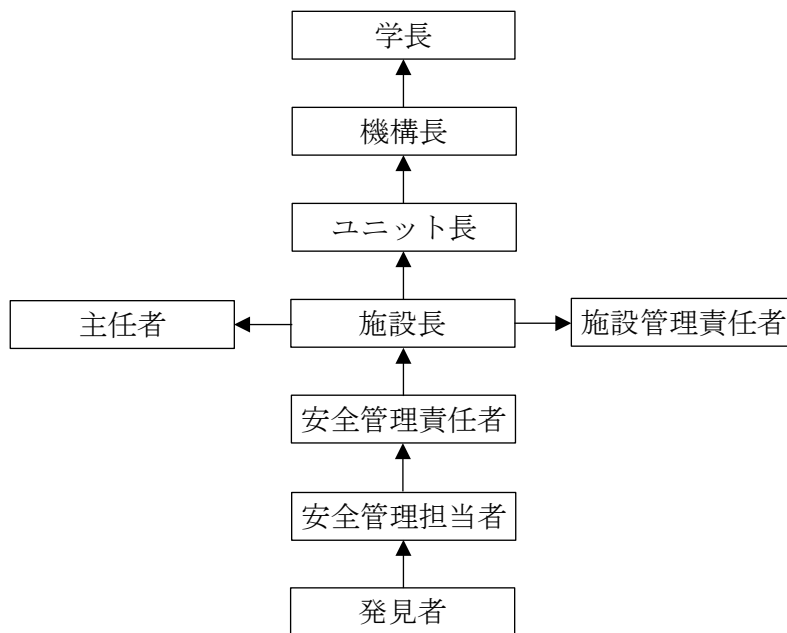 学長
機構長
ユニット長
主任者
施設長
施設管理責任者
安全管理責任者
安全管理担当者
発見者